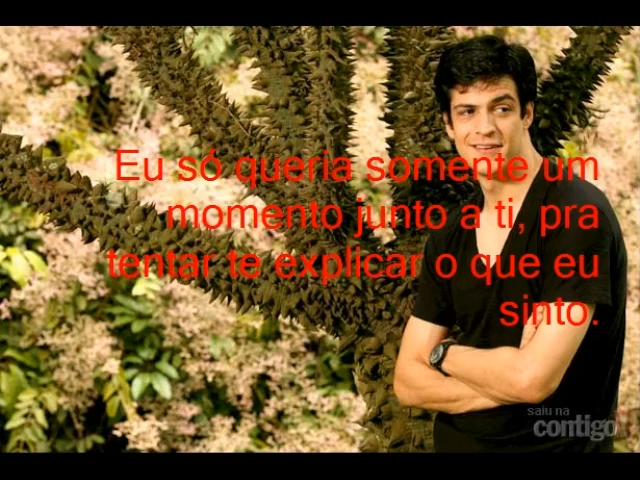 Eu só queria somente um
momento junto a ti, pra
tentar te explicar o que eu
sinto.
saiu na
contigo